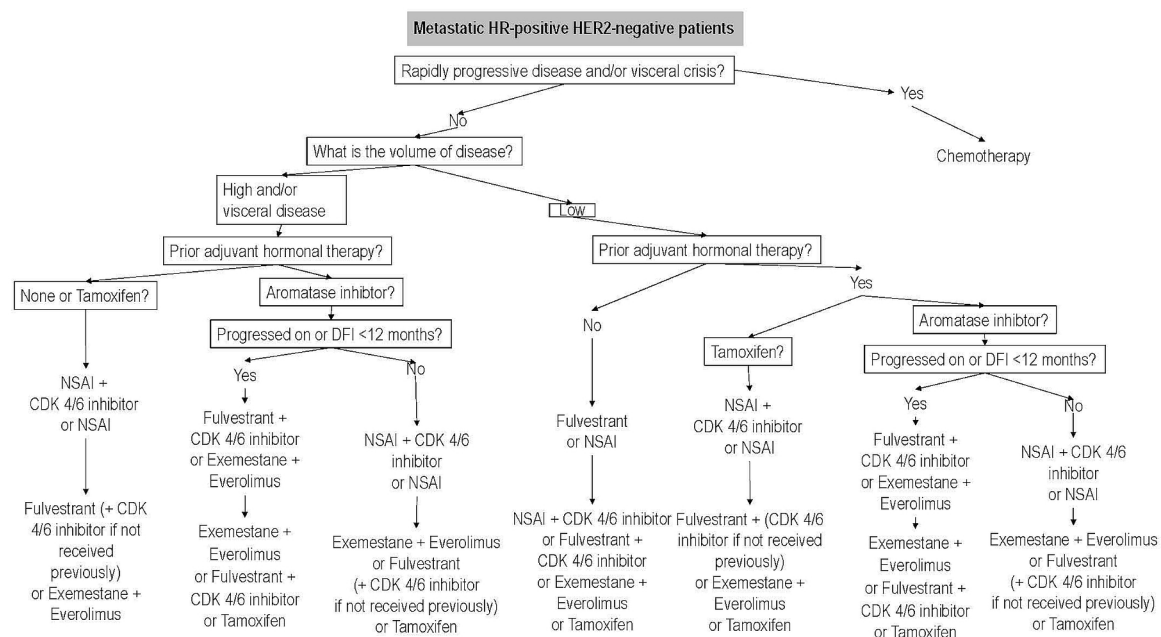 Metastatic HR-positive HER2-negative patients
Rapidly progressive disease and/or visceral crisis?
Yes
No
Chemotherapy
What is the volume of disease?
High and/or
visceral disease
Low
Prior adjuvant hormonal therapy?
Prior adjuvant hormonal therapy?
None or Tamoxifen?
Aromatase inhibtor?
No
Yes
Progressed on or DFI <12 months?
Tamoxifen?
Aromatase inhibtor?
Progressed on or DFI <12 months?
NSAI +
CDK 4/6 inhibitor
or NSAI
Fulvestrant (+ CDK
4/6 inhibitor if not
received
previously)
or Exemestane +
Everolimus
Yes
Fulvestrant +
CDK 4/6 inhibitor
or Exemestane +
Everolimus
Exemestane +
Everolimus
or Fulvestrant +
CDK 4/6 inhibitor
or Tamoxifen
No
NSAI + CDK 4/6
inhibitor
or NSAI
Exemestane + Everolimus
or Fulvestrant
(+ CDK 4/6 inhibitor
if not received previously)
or Tamoxifen
Fulvestrant
or NSAI
NSAI + CDK 4/6 inhibitor
or Fulvestrant +
CDK 4/6 inhibitor
or Exemestane +
Everolimus
or Tamoxifen
NSAI +
CDK 4/6 inhibitor
or NSAI
Fulvestrant + (CDK 4/6
inhibitor if not received
previously)
or Exemestane +
Everolimus
or Tamoxifen
Yes
Fulvestrant +
CDK 4/6 inhibitor
or Exemestane +
Everolimus
Exemestane +
Everolimus
or Fulvestrant +
CDK 4/6 inhibitor
or Tamoxifen
No
NSAI + CDK 4/6
inhibitor
or NSAI
Exemestane + Everolimus
or Fulvestrant
(+ CDK 4/6 inhibitor
if not received previously)
or Tamoxifen